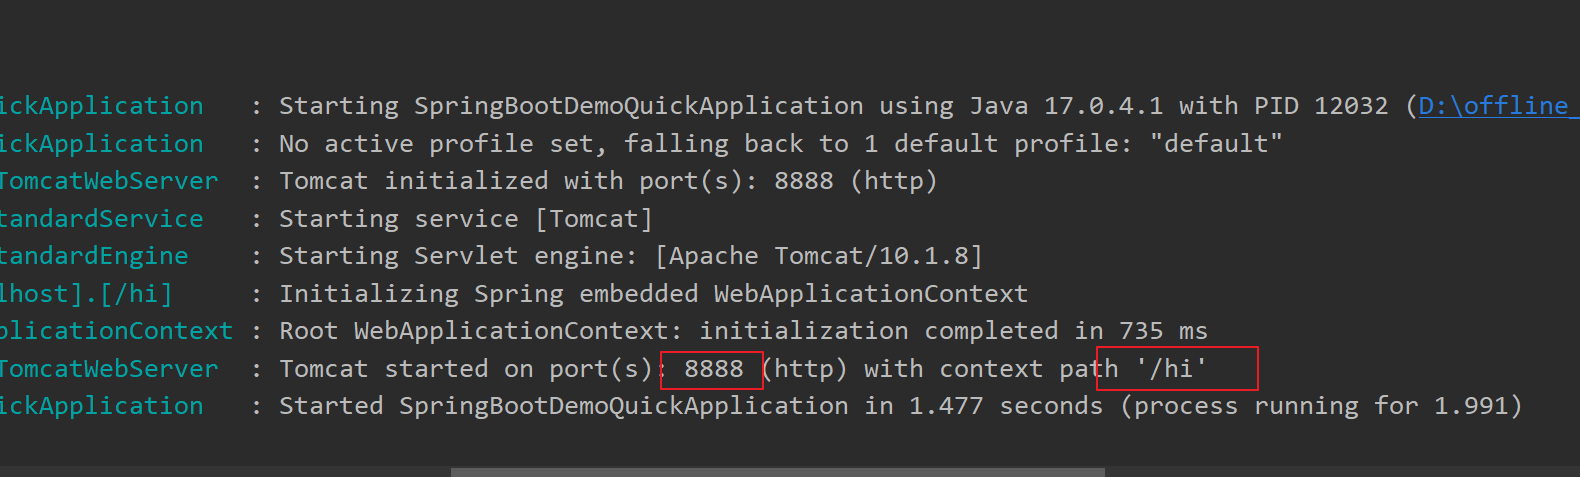 ickApplication : Starting SpringBootDemoQuickApplication using Java 17.0.4.1 with PID 12032 (D:\offline_
ickApplication : No active profile set, falling back to 1 default profile: "default"
TomcatWebServer : Tomcat initialized with port(s): 8888 (http)
tandardService : Starting service [Tomcat]
tandardEngine : Starting Servlet engine: [Apache Tomcat/10.1.8]
lhost].[/hi] : Initializing Spring embedded WebApplicationContext
plicationContext : Root WebApplicationContext: initialization completed in 735 ms
TomcatWebServer : Tomcat started on port(s): 8888 (http) with context path '/hi'
ickApplication : Started SpringBootDemoQuickApplication in 1.477 seconds (process running for 1.991)